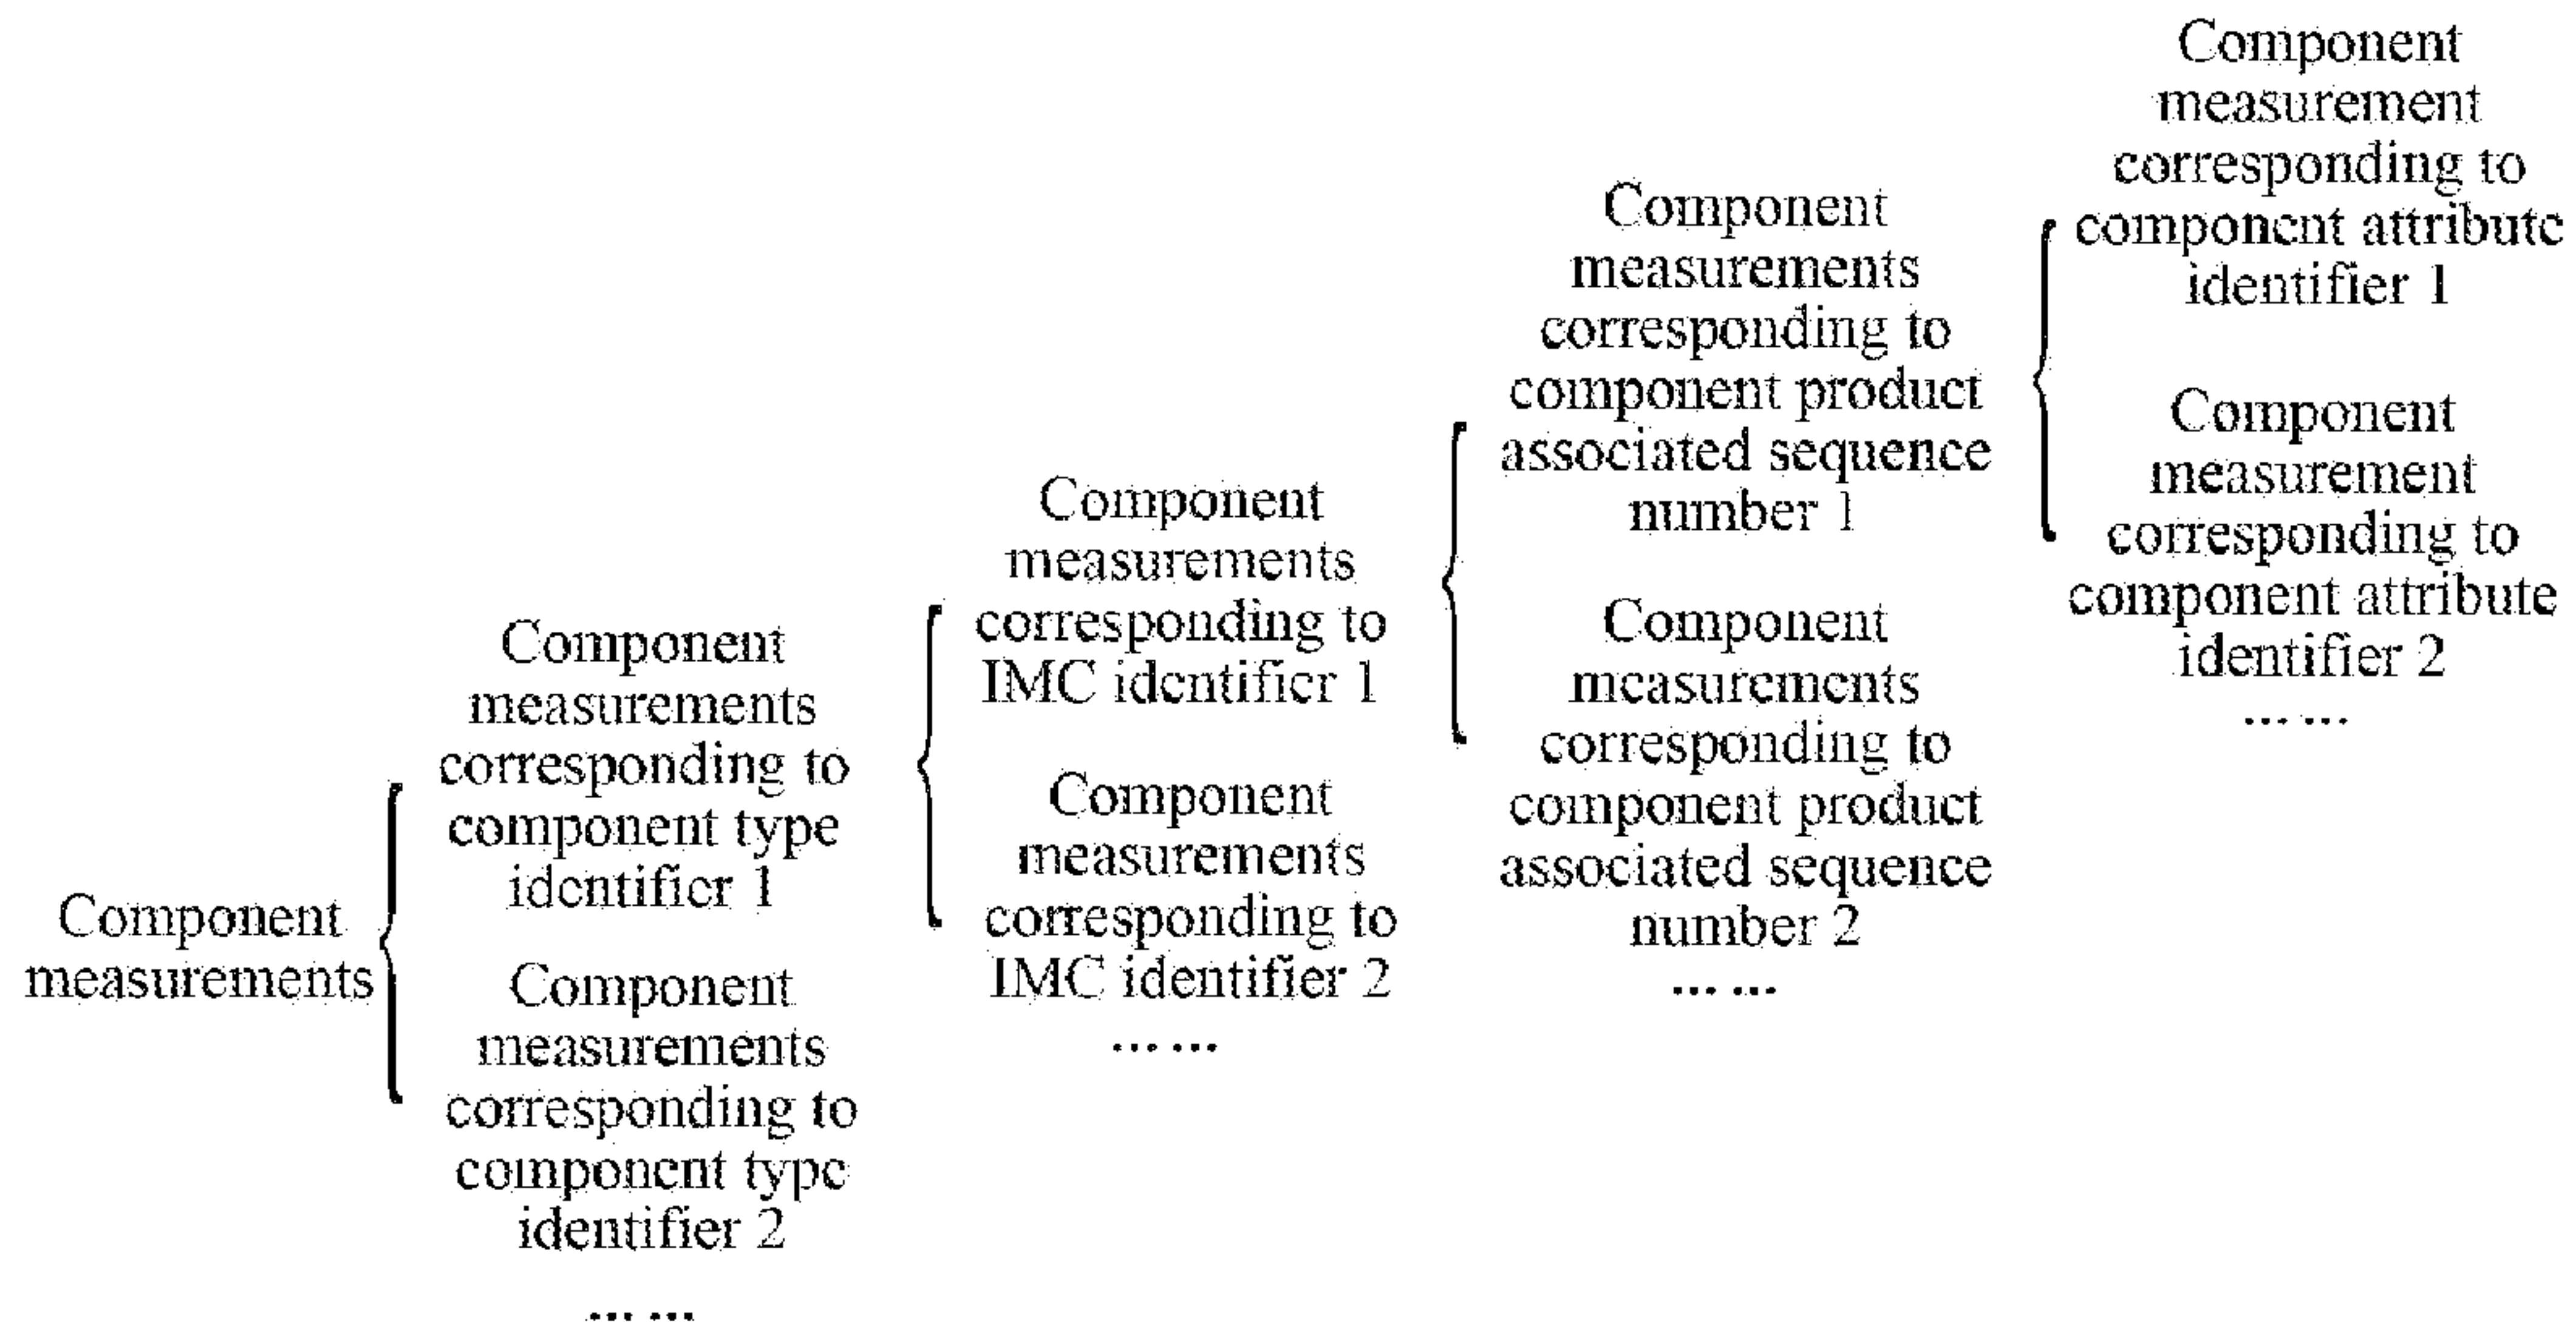 Component
measurements
Component
measurements
corresponding to
component type
identifier 1
Component
measurements
corresponding to
component type
identifier 2
... ...
Component
measurements
corresponding to
IMC identifier 1
Component
measurements
corresponding to
IMC identifier 2
... ...
Component
measurements
corresponding to
component product
associated sequence
number 1
Component
measurements
corresponding to
component product
associated sequence
number 2
... ...
Component
measurement
corresponding to
component attribute
identifier 1
Component
measurement
corresponding to
component attribute
identifier 2
... ...